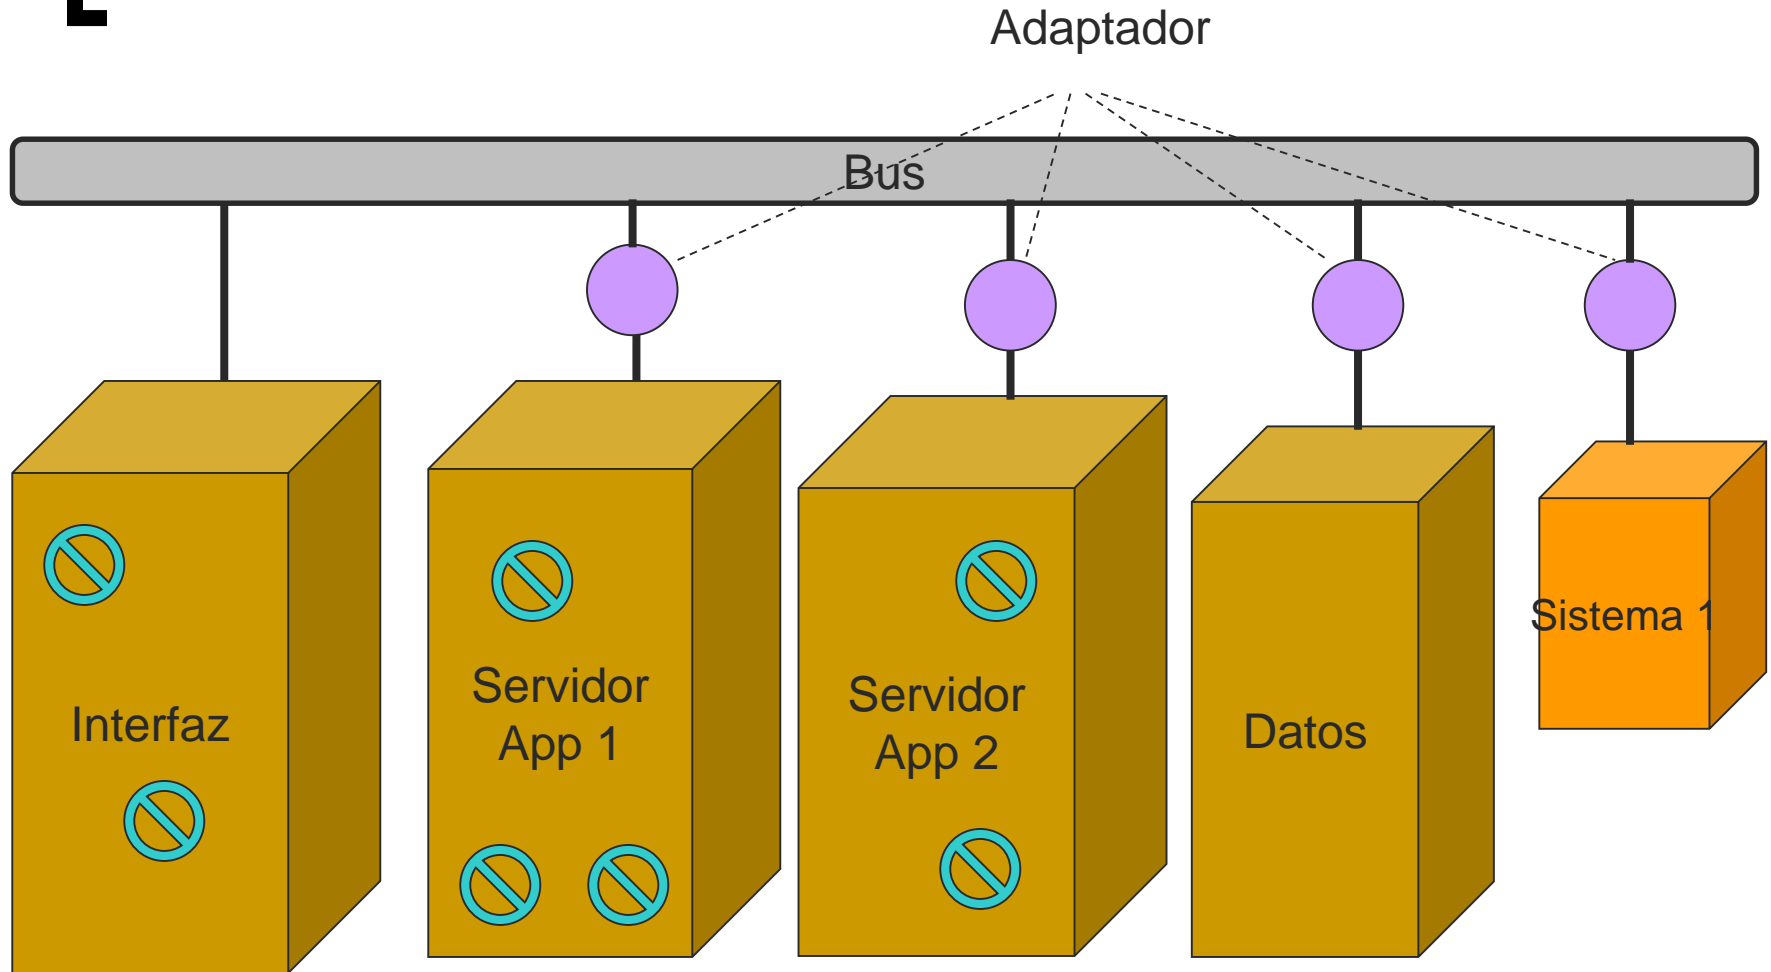 Adaptador
Bus
Interfaz
Servidor
App 1
Servidor
App 2
Datos
Sistema 1